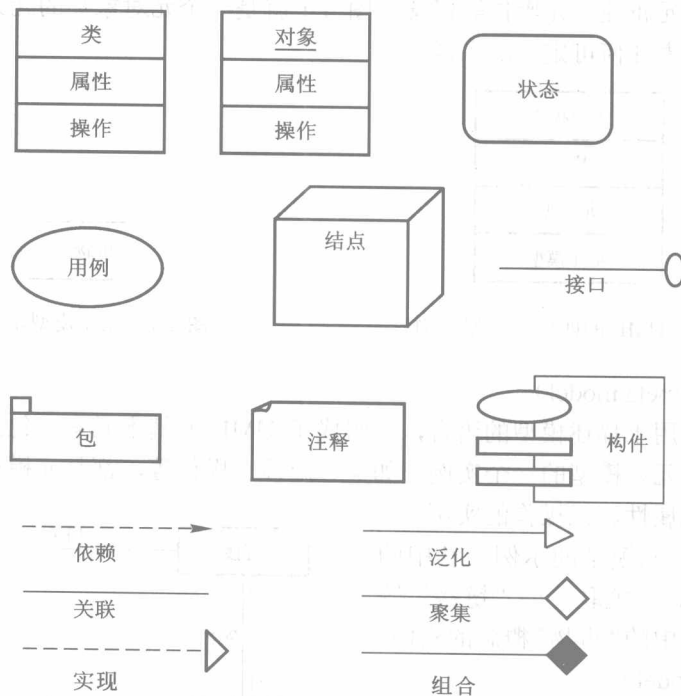 类
属性
操作
对象
属性
操作
状态
用例
结点
接口
包
注释
构件
依赖
泛化
关联
聚集
实现
组合